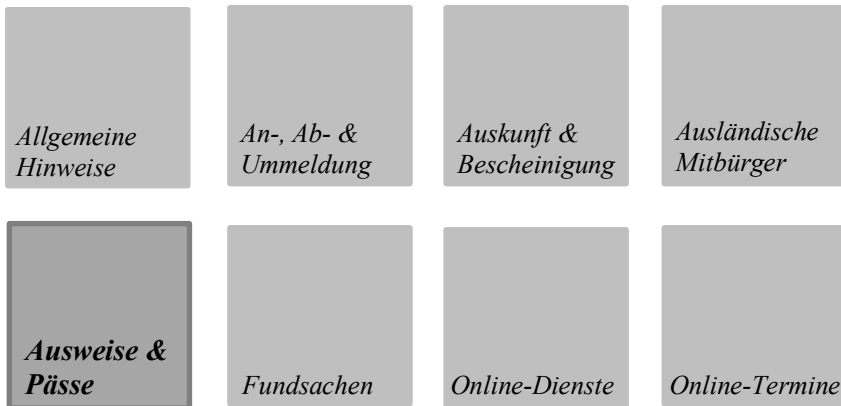 Allgemeine
Hinweise
An-, Ab- &
Ummeldung
Auskunft &
Bescheinigung
Ausländische
Mitbürger
Ausweise &
Pässe
Fundsachen
Online-Dienste
Online-Termine